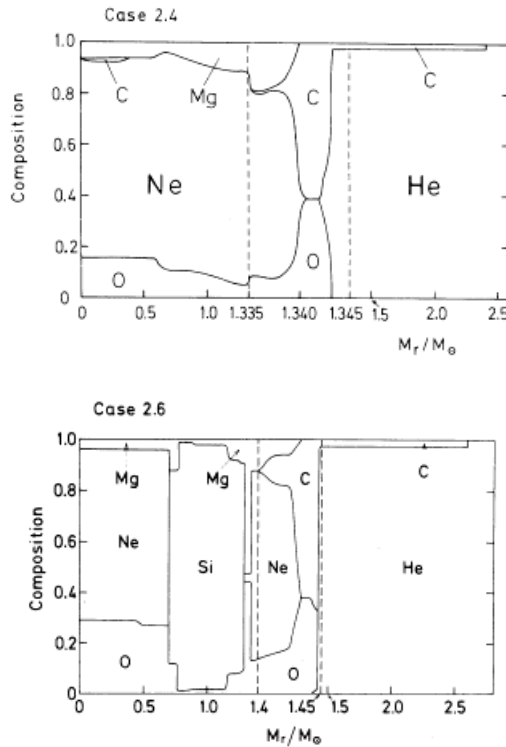 Case 2.4
1.0
0.8
0.6
0.4
0.2
0
Composition
C
Mg
C
C
Ne
He
O
O
0 0.5 1.0 1.335 1.340 1.345 1.5 2.0 2.5
Mr/M⊙
Case 2.6
1.0
0.8
0.6
0.4
0.2
0
Composition
Mg
Mg
C
C
Ne
Si
Ne
He
O
O
0 0.5 1.0 1.4 1.45 1.5 2.0 2.5
Mr/M⊙